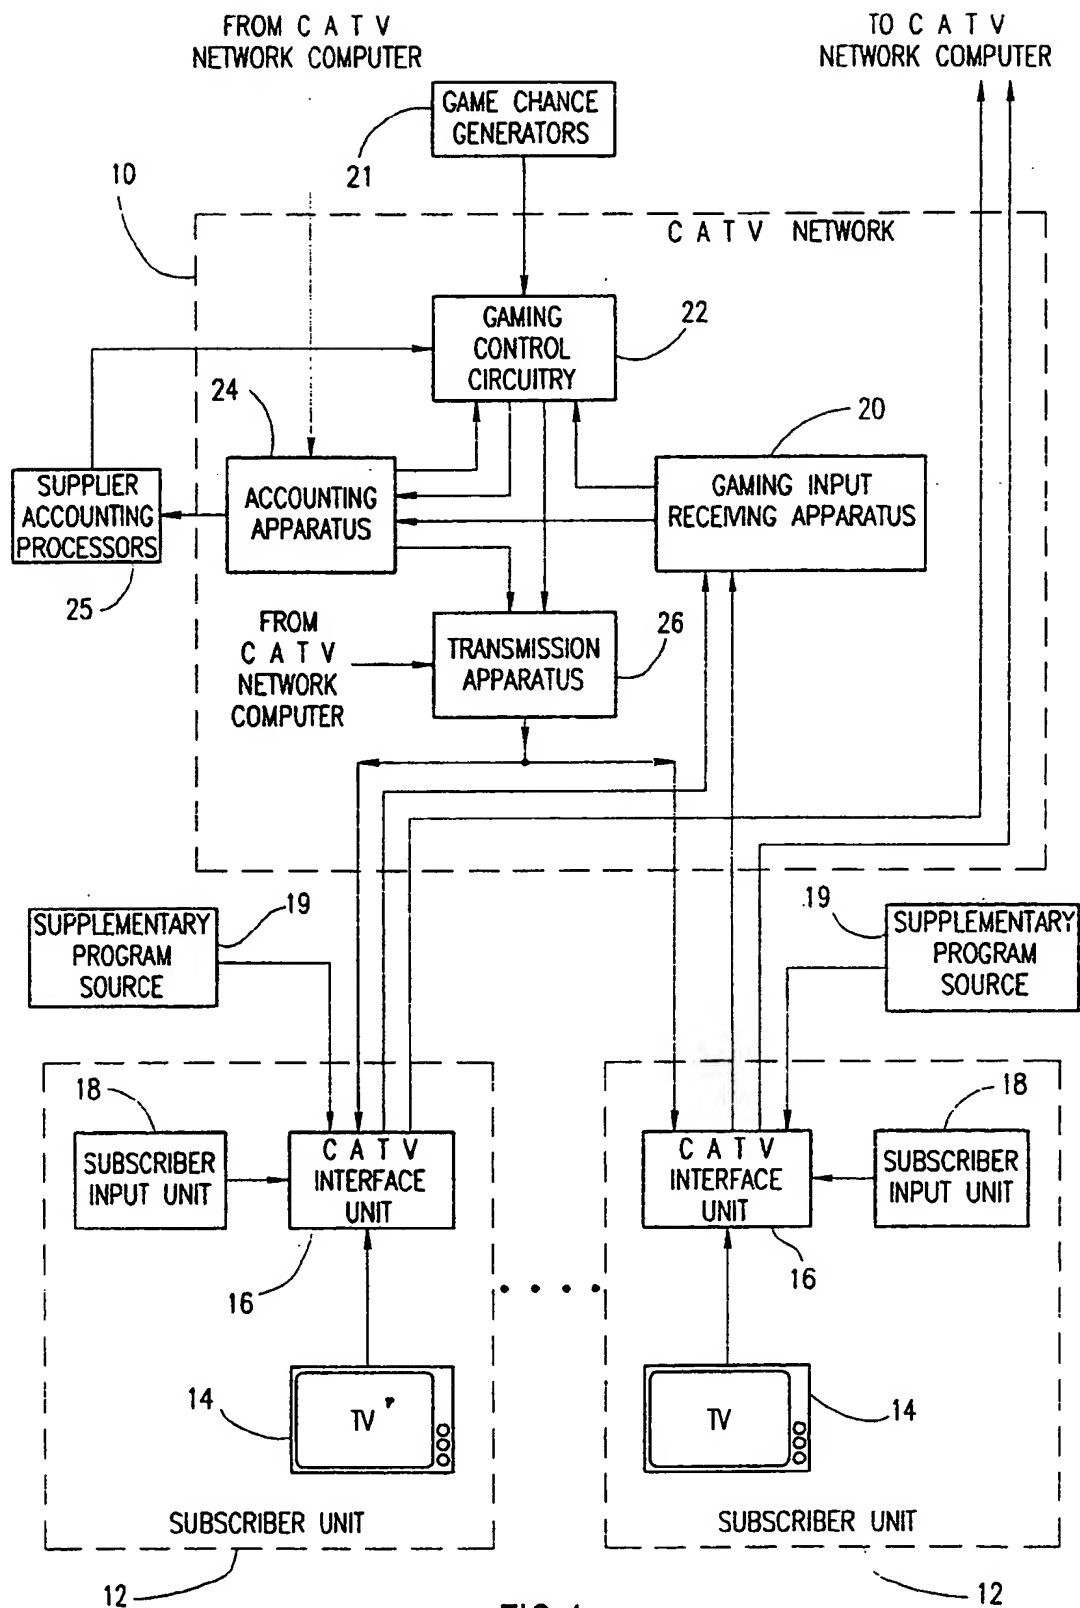 FROM C A T V
NETWORK COMPUTER
TO C A T V
NETWORK COMPUTER
GAME CHANCE
GENERATORS
21
10
C A T V NETWORK
GAMING
CONTROL
CIRCUITRY
22
24
20
SUPPLIER
ACCOUNTING
PROCESSORS
25
ACCOUNTING
APPARATUS
GAMING INPUT
RECEIVING APPARATUS
FROM
C A T V
NETWORK
COMPUTER
TRANSMISSION
APPARATUS
26
SUPPLEMENTARY
PROGRAM
SOURCE
19
19
SUPPLEMENTARY
PROGRAM
SOURCE
18
SUBSCRIBER
INPUT UNIT
C A T V
INTERFACE
UNIT
16
C A T V
INTERFACE
UNIT
16
18
SUBSCRIBER
INPUT UNIT
14
TV
TV
14
SUBSCRIBER UNIT
SUBSCRIBER UNIT
12
12